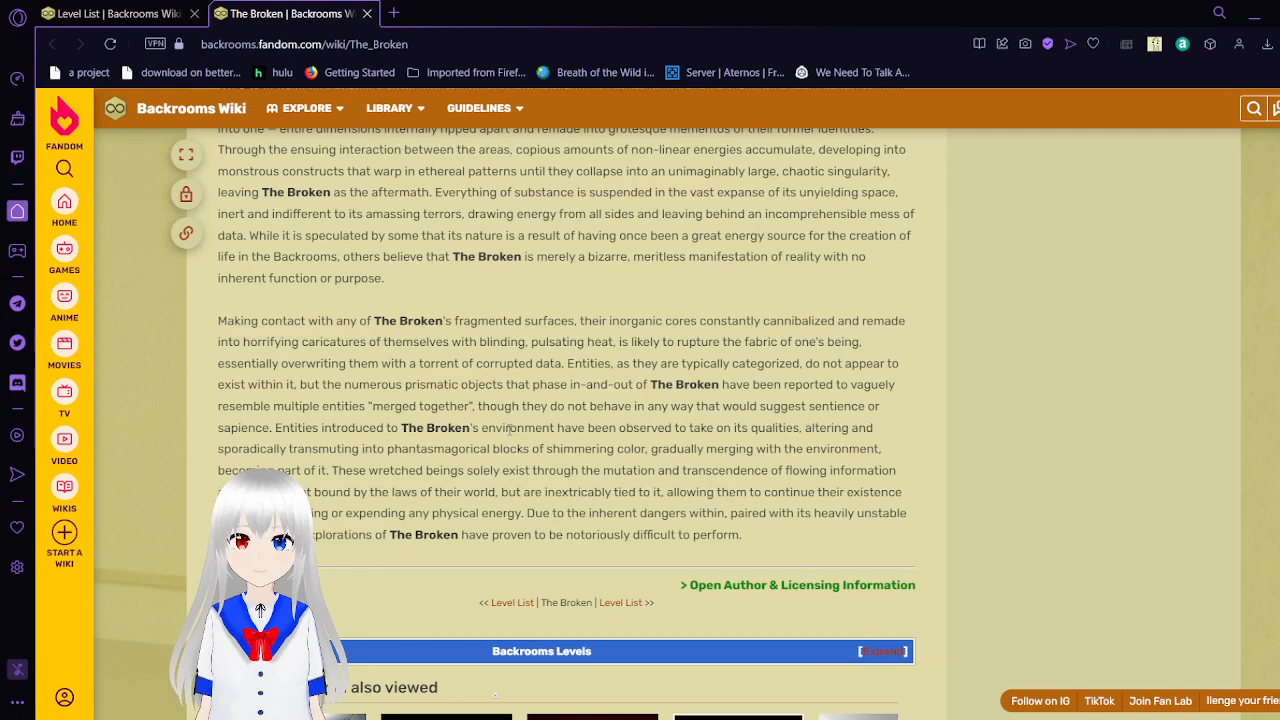 Level List | Backrooms Wi
The Broken | Backrooms Wi
VPN
backrooms.fandom.com/wiki/The_Broken
a project
download on better...
hulu
Getting Started
Imported from Firef...
Breath of the Wild i...
Server | Aternos | Fr...
We Need To Talk A...
FANDOM
HOME
GAMES
ANIME
MOVIES
TV
VIDEO
WIKIS
START A
WIKI
Backrooms Wiki
EXPLORE
LIBRARY
GUIDELINES
into one — entire dimensions internally ripped apart and remade into grotesque mementos of their former identities.
Through the ensuing interaction between the areas, copious amounts of non-linear energies accumulate, developing into
monstrous constructs that warp in ethereal patterns until they collapse into an unimaginably large, chaotic singularity,
leaving The Broken as the aftermath. Everything of substance is suspended in the vast expanse of its unyielding space,
inert and indifferent to its amassing terrors, drawing energy from all sides and leaving behind an incomprehensible mess of
data. While it is speculated by some that its nature is a result of having once been a great energy source for the creation of
life in the Backrooms, others believe that The Broken is merely a bizarre, meritless manifestation of reality with no
inherent function or purpose.
Making contact with any of The Broken's fragmented surfaces, their inorganic cores constantly cannibalized and remade
into horrifying caricatures of themselves with blinding, pulsating heat, is likely to rupture the fabric of one's being,
essentially overwriting them with a torrent of corrupted data. Entities, as they are typically categorized, do not appear to
exist within it, but the numerous prismatic objects that phase in-and-out of The Broken have been reported to vaguely
resemble multiple entities "merged together", though they do not behave in any way that would suggest sentience or
sapience. Entities introduced to The Broken's environment have been observed to take on its qualities, altering and
sporadically transmuting into phantasmagorical blocks of shimmering color, gradually merging with the environment,
becoming part of it. These wretched beings solely exist through the mutation and transcendence of flowing information
bound by the laws of their world, but are inextricably tied to it, allowing them to continue their existence
or expending any physical energy. Due to the inherent dangers within, paired with its heavily unstable
explorations of The Broken have proven to be notoriously difficult to perform.
> Open Author & Licensing Information
<< Level List | The Broken | Level List >>
Backrooms Levels
[Expand]
also viewed
Follow on IG
TikTok
Join Fan Lab
llenge your frie